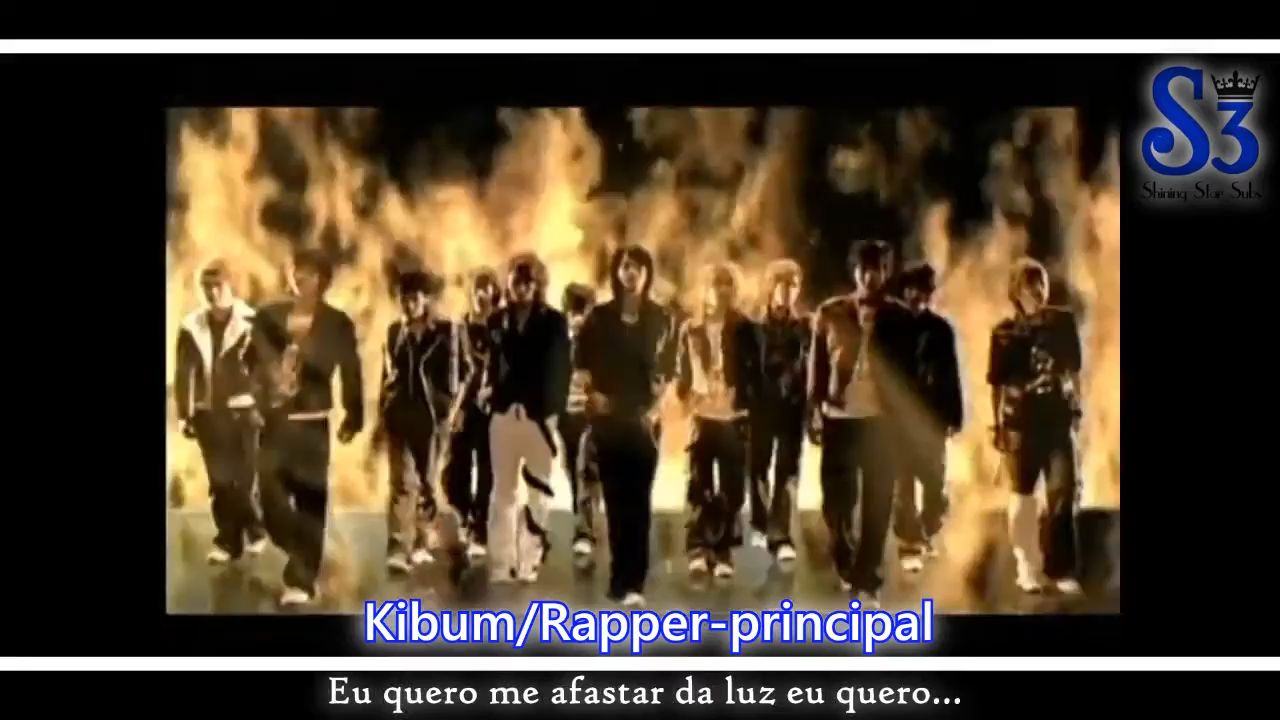 S3
Shining Star Subs
Kibum/Rapper-principal
Eu quero me afastar da luz eu quero...